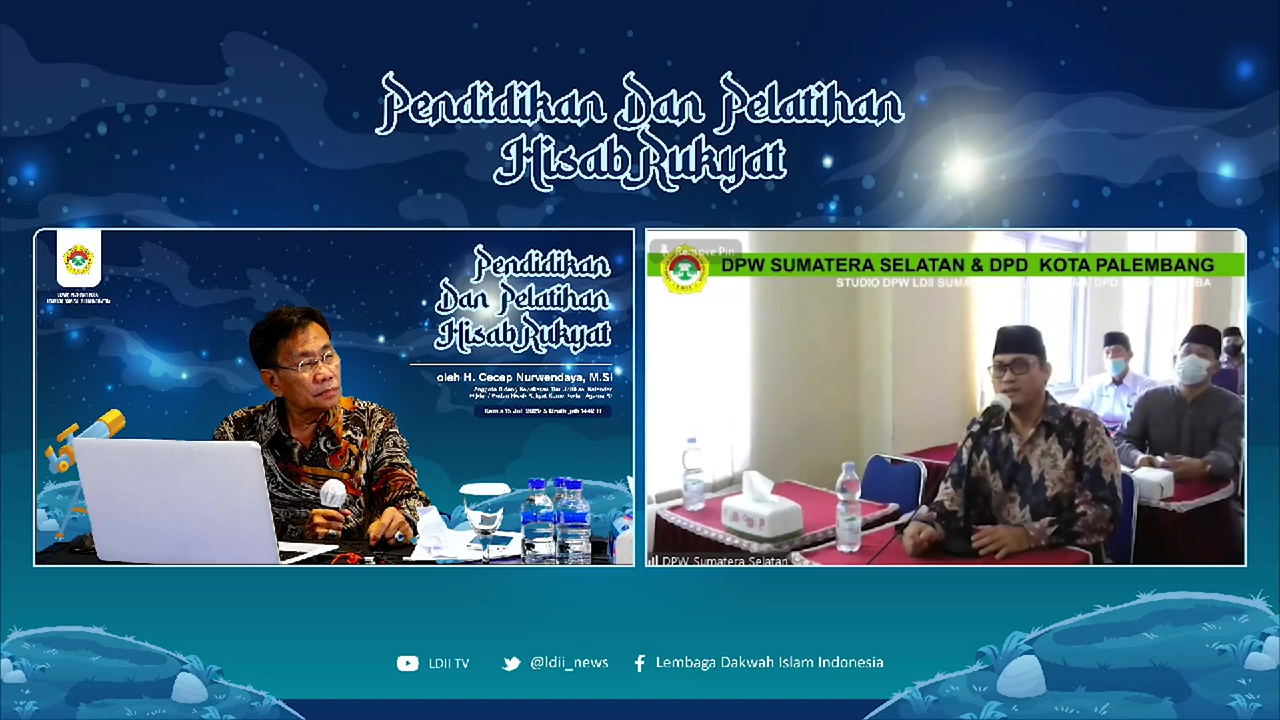 Pendidikan Dan Pelatihan
Hisab Rukyat
Pendidikan
Dan Pelatihan
Hisab Rukyat
oleh H. Cecep Nurwendaya, M.Si
Remove Pin
DPW SUMATERA SELATAN & DPD KOTA PALEMBANG
STUDIO DPW LDII
DPW Sumatera Selatan
LDII TV
@ldii_news
Lembaga Dakwah Islam Indonesia